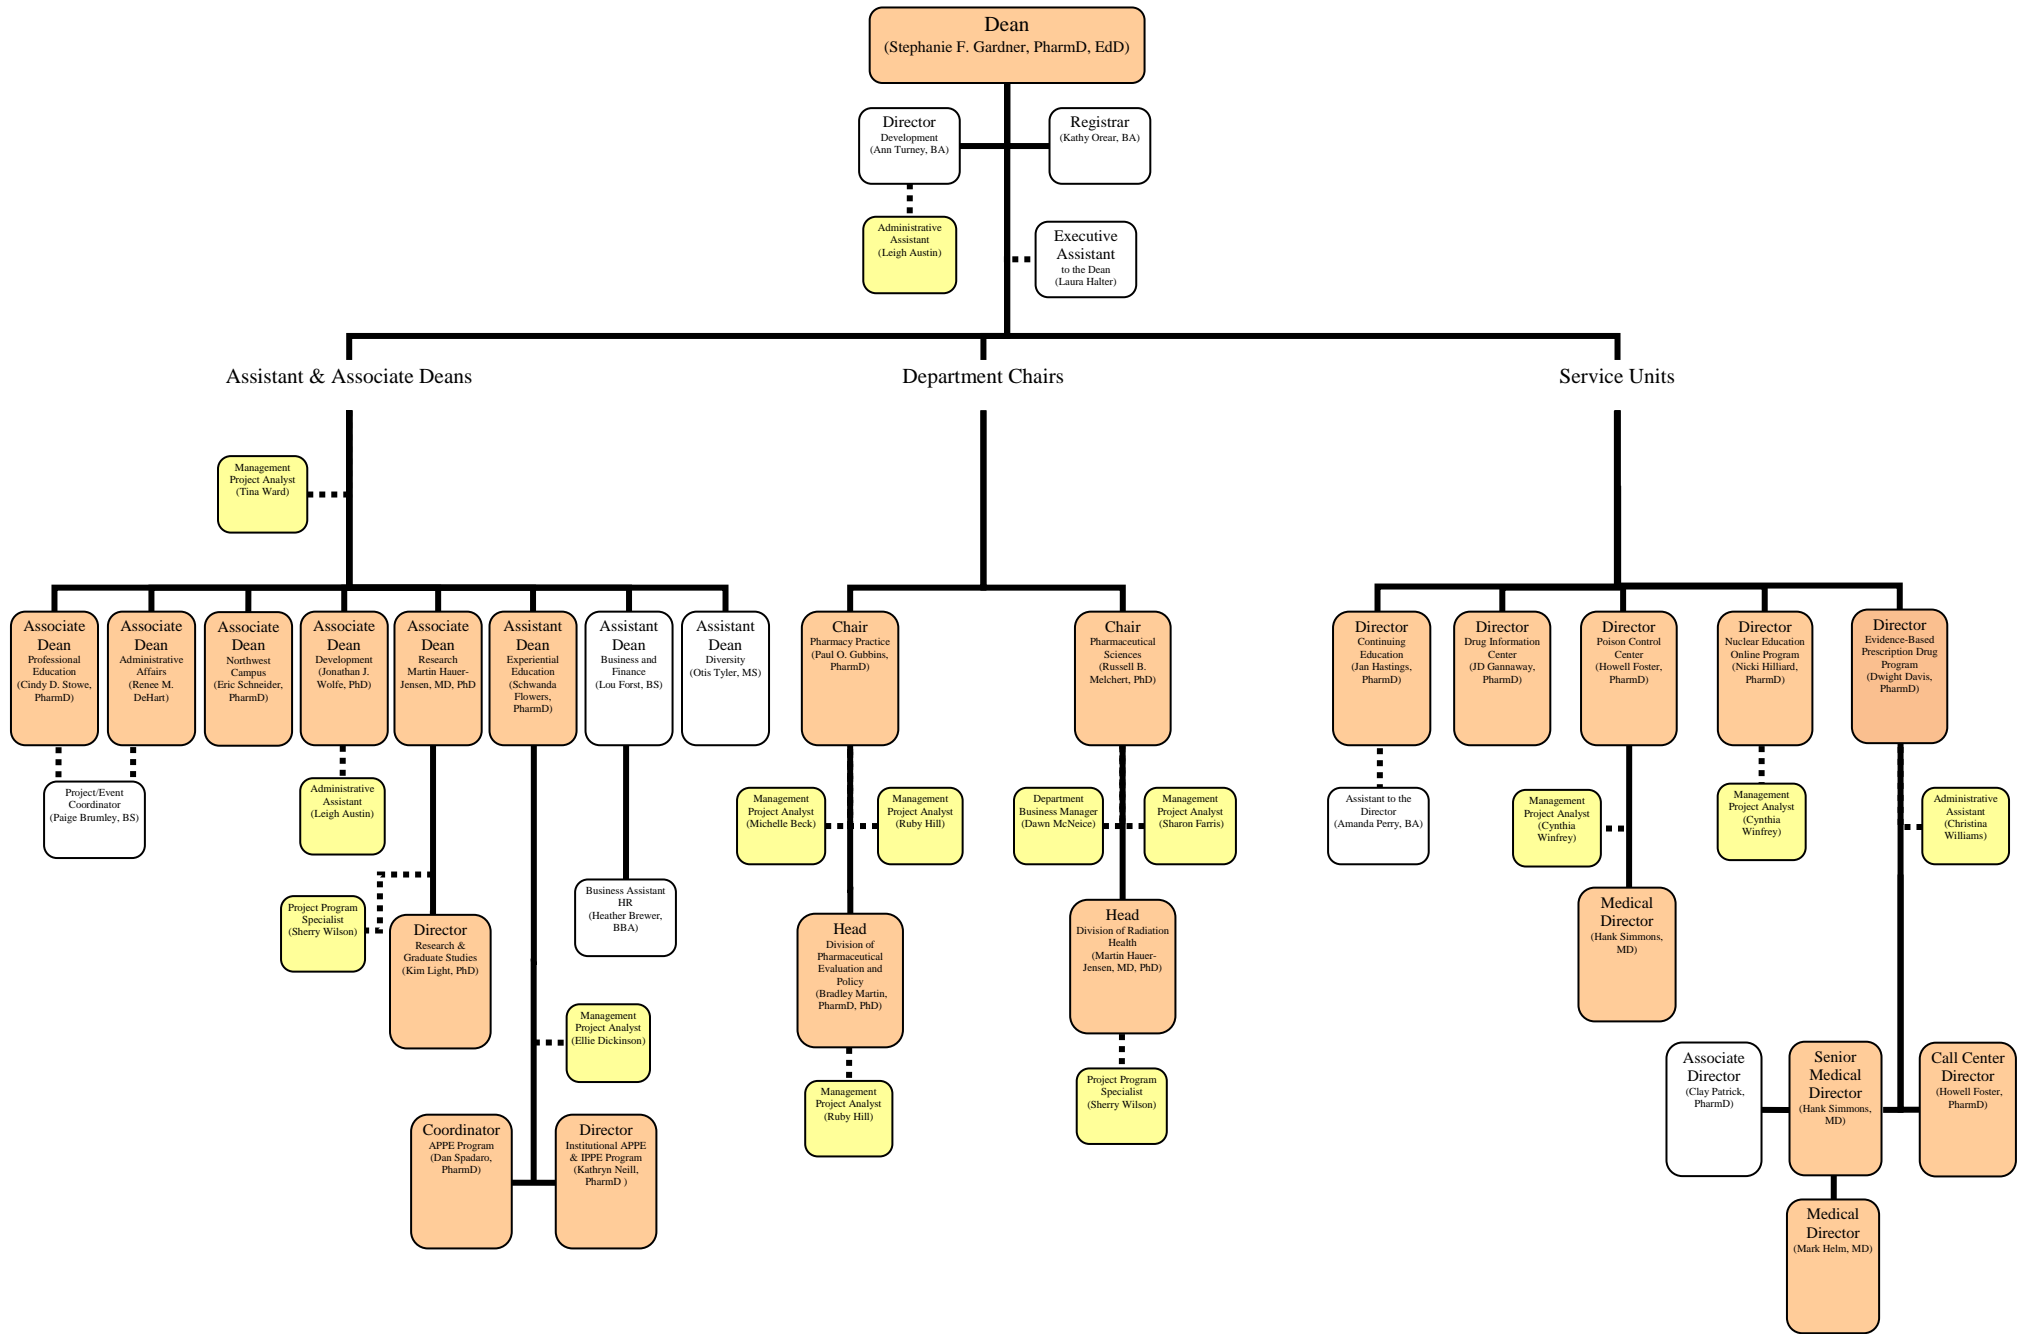 Dean
(Stephanie F. Gardner, PharmD, EdD)
Director
Development
(Ann Turney, BA)
Registrar
(Kathy Orear, BA)
Administrative
Assistant
(Leigh Austin)
Executive
Assistant
to the Dean
(Laura Halter)
Assistant & Associate Deans
Department Chairs
Service Units
Management
Project Analyst
(Tina Ward)
Associate
Dean
Professional
Education
(Cindy D. Stowe,
PharmD)
Associate
Dean
Administrative
Affairs
(Renee M.
DeHart)
Associate
Dean
Northwest
Campus
(Eric Schneider,
PharmD)
Associate
Dean
Development
(Jonathan J.
Wolfe, PhD)
Associate
Dean
Research
Martin Hauer-
Jensen, MD, PhD
Assistant
Dean
Experiential
Education
(Schwanda
Flowers,
PharmD)
Assistant
Dean
Business and
Finance
(Lou Forst, BS)
Assistant
Dean
Diversity
(Otis Tyler, MS)
Chair
Pharmacy Practice
(Paul O. Gubbins,
PharmD)
Chair
Pharmaceutical
Sciences
(Russell B.
Melchert, PhD)
Director
Continuing
Education
(Jan Hastings,
PharmD)
Director
Drug Information
Center
(JD Gannaway,
PharmD)
Director
Poison Control
Center
(Howell Foster,
PharmD)
Director
Nuclear Education
Online Program
(Nicki Hilliard,
PharmD)
Director
Evidence-Based
Prescription Drug
Program
(Dwight Davis,
PharmD)
Project/Event
Coordinator
(Paige Brumley, BS)
Administrative
Assistant
(Leigh Austin)
Management
Project Analyst
(Michelle Beck)
Management
Project Analyst
(Ruby Hill)
Department
Business Manager
(Dawn McNeice)
Management
Project Analyst
(Sharon Farris)
Assistant to the
Director
(Amanda Perry, BA)
Management
Project Analyst
(Cynthia
Winfrey)
Management
Project Analyst
(Cynthia
Winfrey)
Administrative
Assistant
(Christina
Williams)
Project Program
Specialist
(Sherry Wilson)
Director
Research &
Graduate Studies
(Kim Light, PhD)
Business Assistant
HR
(Heather Brewer,
BBA)
Head
Division of
Pharmaceutical
Evaluation and
Policy
(Bradley Martin,
PharmD, PhD)
Head
Division of Radiation
Health
(Martin Hauer-
Jensen, MD, PhD)
Medical
Director
(Hank Simmons,
MD)
Management
Project Analyst
(Ellie Dickinson)
Management
Project Analyst
(Ruby Hill)
Project Program
Specialist
(Sherry Wilson)
Associate
Director
(Clay Patrick,
PharmD)
Senior
Medical
Director
(Hank Simmons,
MD)
Call Center
Director
(Howell Foster,
PharmD)
Coordinator
APPE Program
(Dan Spadaro,
PharmD)
Director
Institutional APPE
& IPPE Program
(Kathryn Neill,
PharmD )
Medical
Director
(Mark Helm, MD)